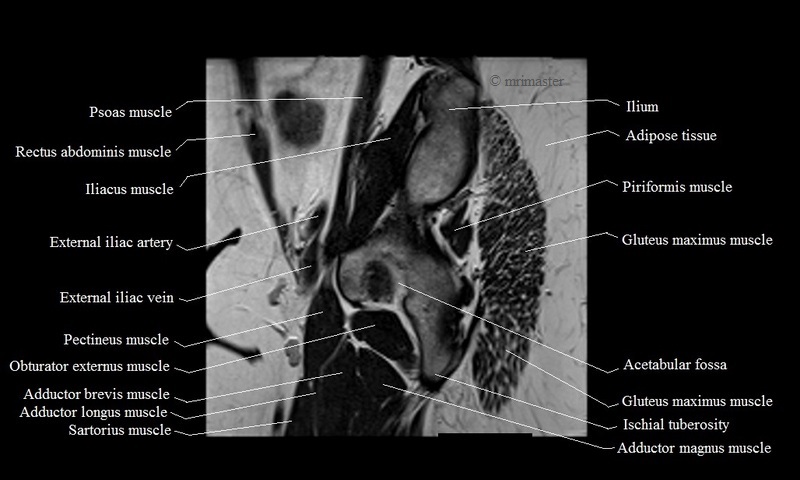 © mrimaster
Psoas muscle
Rectus abdominis muscle
Iliacus muscle
External iliac artery
External iliac vein
Pectineus muscle
Obturator externus muscle
Adductor brevis muscle
Adductor longus muscle
Sartorius muscle
Ilium
Adipose tissue
Piriformis muscle
Gluteus maximus muscle
Acetabular fossa
Gluteus maximus muscle
Ischial tuberosity
Adductor magnus muscle